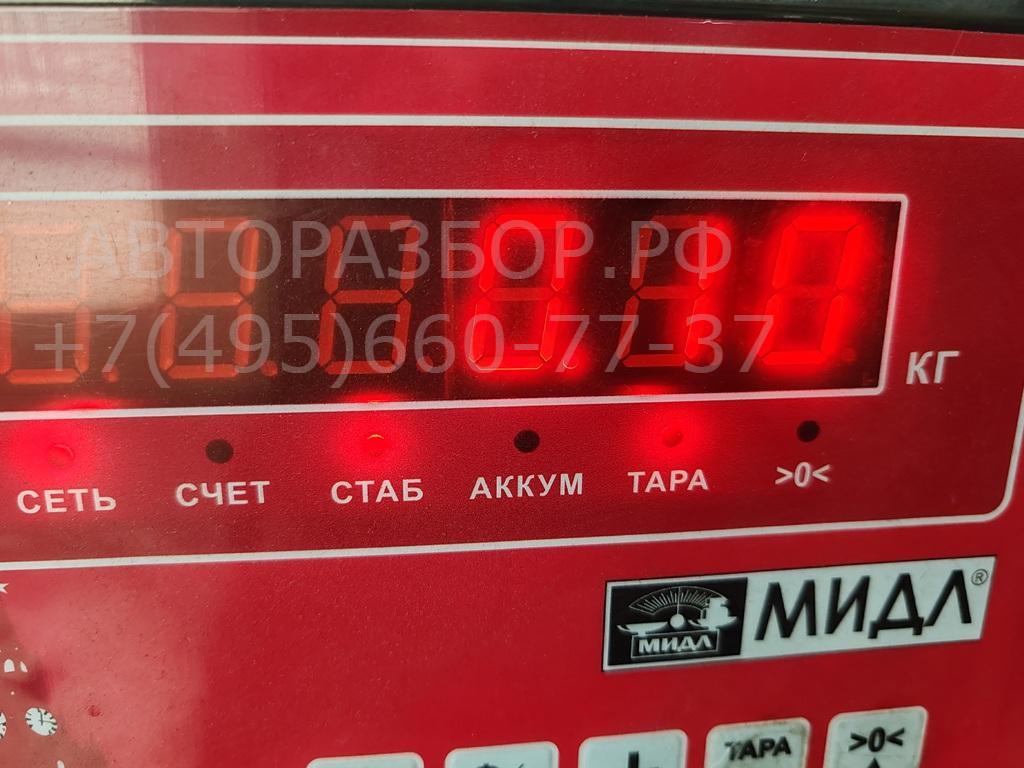 АВТОРАЗБОР.РФ
+7(495)660-77-37
КГ
СЕТЬ СЧЕТ СТАБ АККУМ ТАРА >0<
МИДЛ МИДЛ®
ТАРА >0<